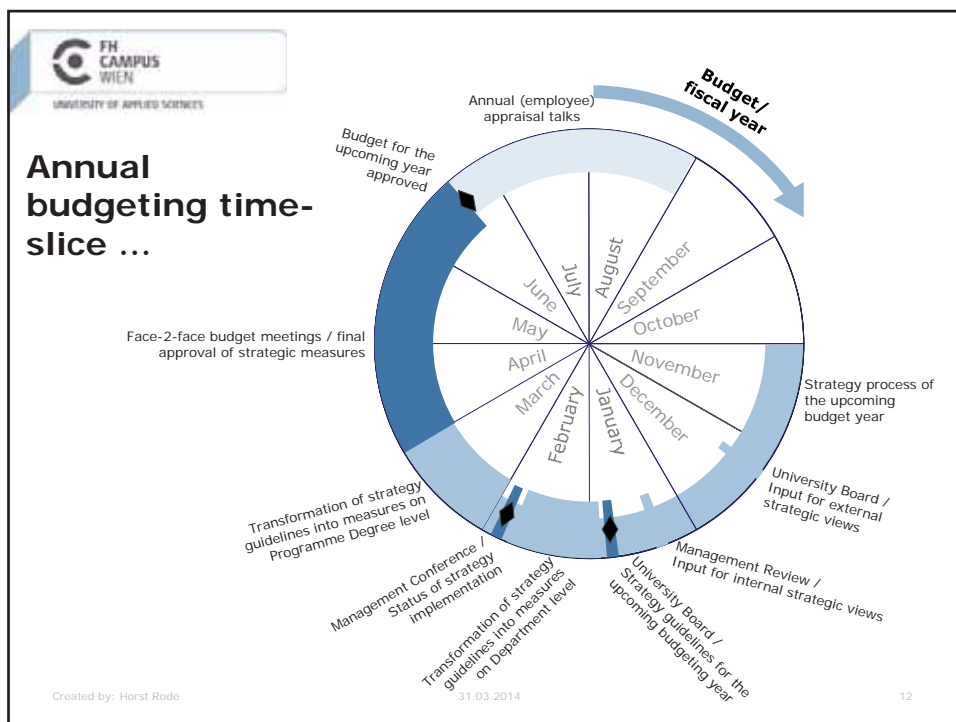 FH
CAMPUS
WIEN
UNIVERSITY OF APPLIED SCIENCES
Annual
budgeting time-
slice ...
Budget/
fiscal year
Annual (employee)
appraisal talks
Budget for the
upcoming year
approved
Face-2-face budget meetings / final
approval of strategic measures
Transformation of strategy
guidelines into measures on
Programme Degree level
Management Conference /
Status of strategy
implementation
Transformation of strategy
guidelines into measures
on Department level
University Board /
Strategy guidelines for the
upcoming budgeting year
Management Review /
Input for internal strategic views
University Board /
Input for external
strategic views
Strategy process of
the upcoming
budget year
July
August
September
October
November
December
January
February
March
April
May
June
Created by: Horst Rode
31.03.2014
12